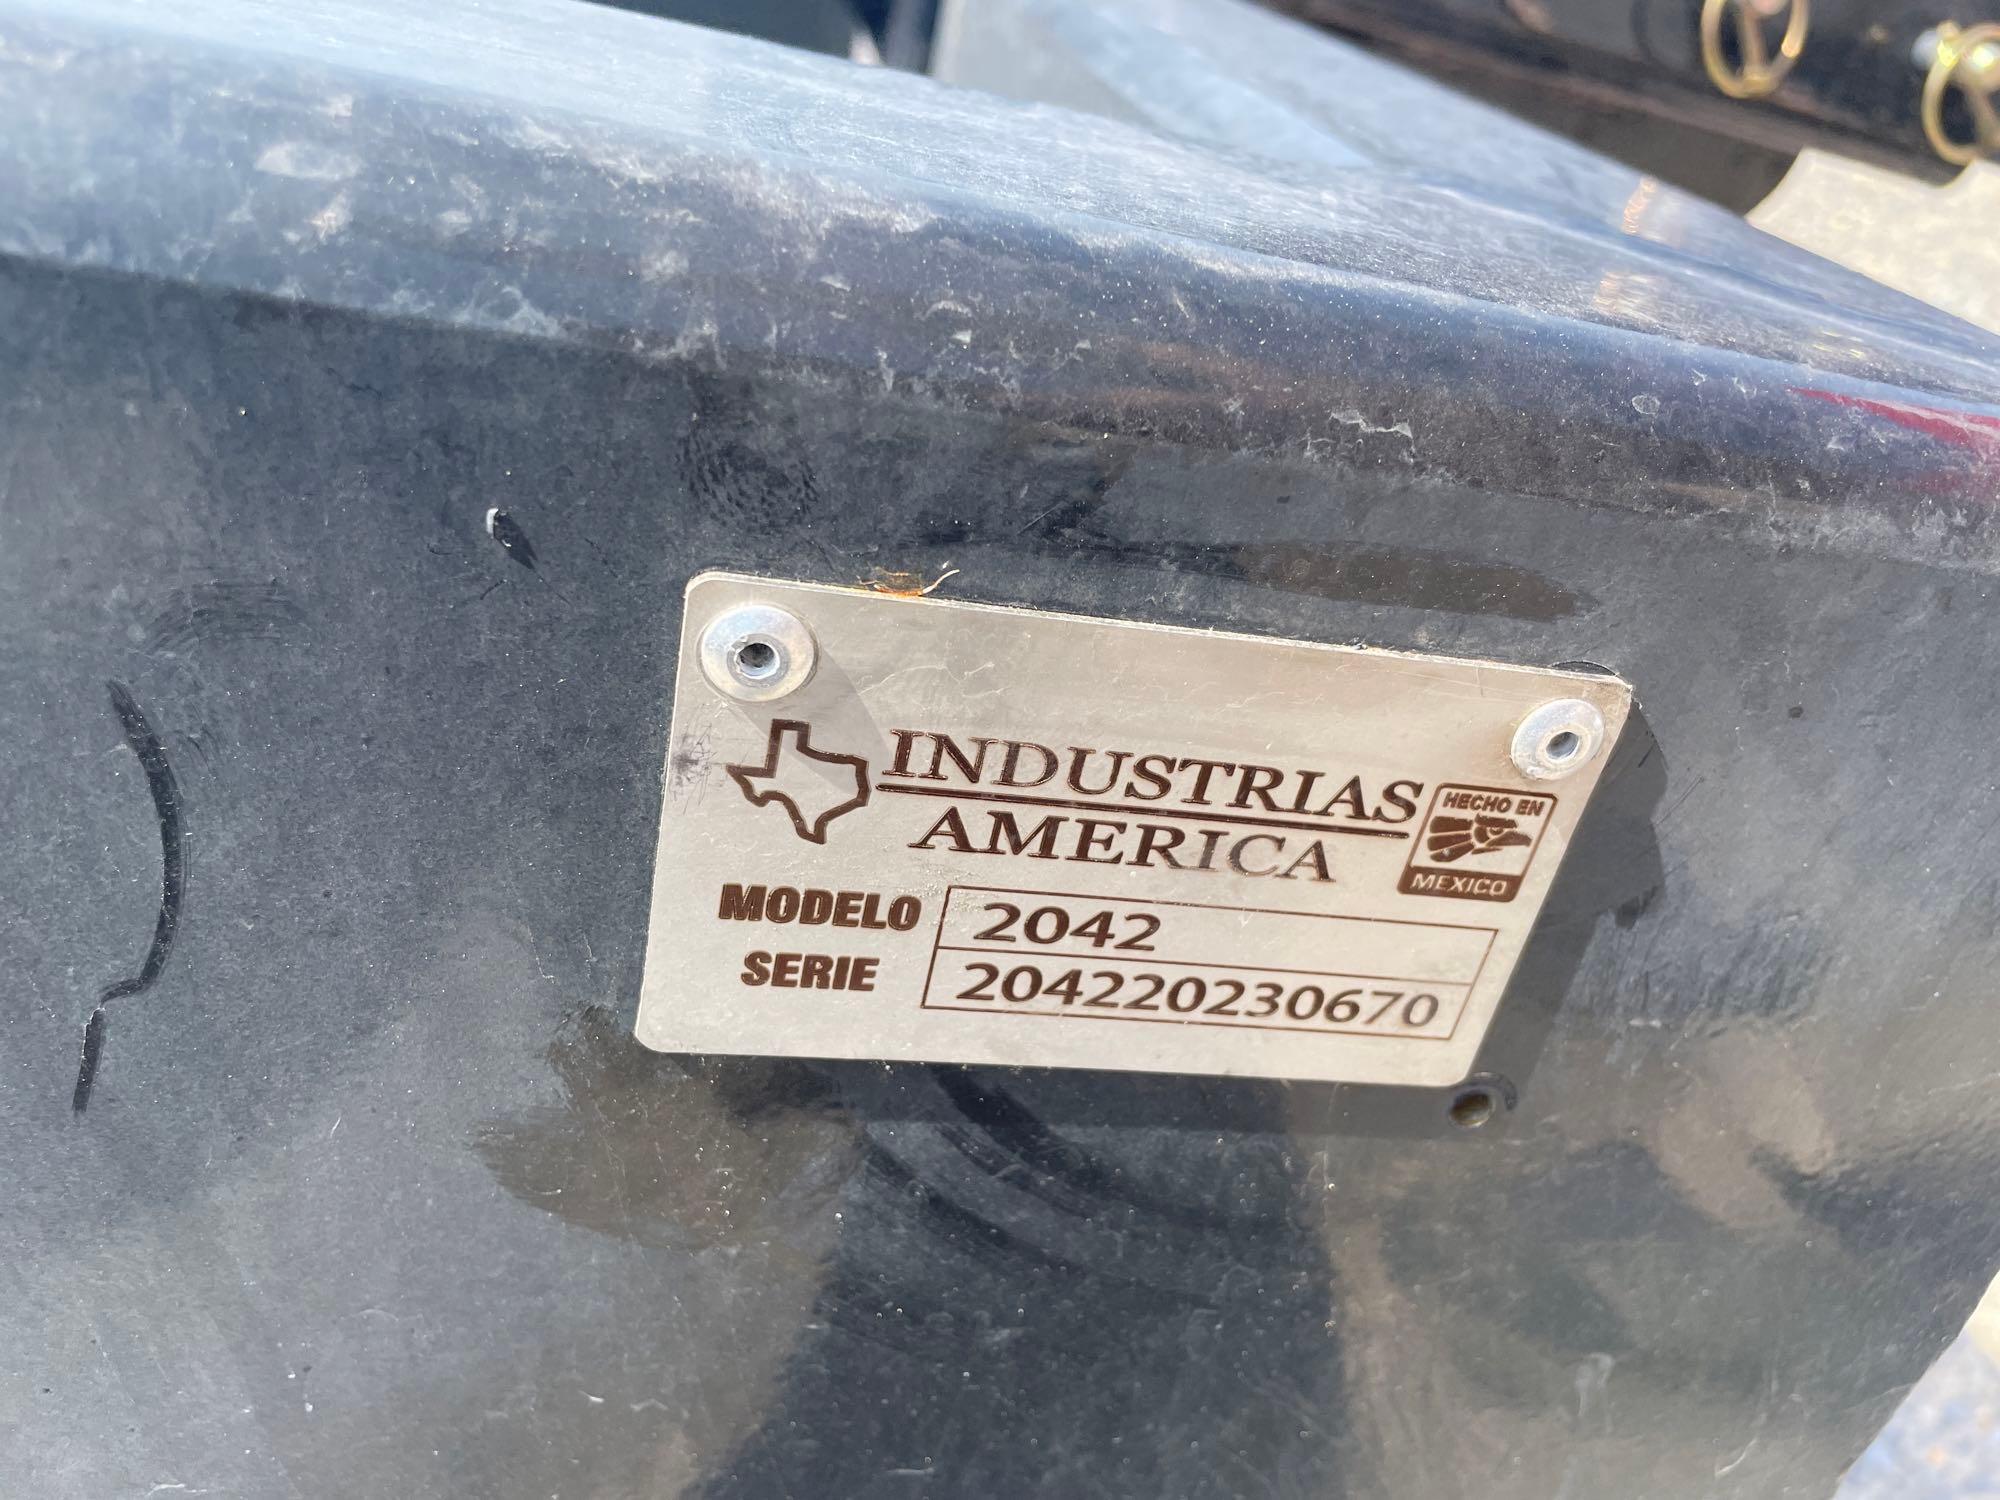 INDUSTRIAS
AMERICA
HECHO EN
MEXICO
MODELO 2042
SERIE 204220230670